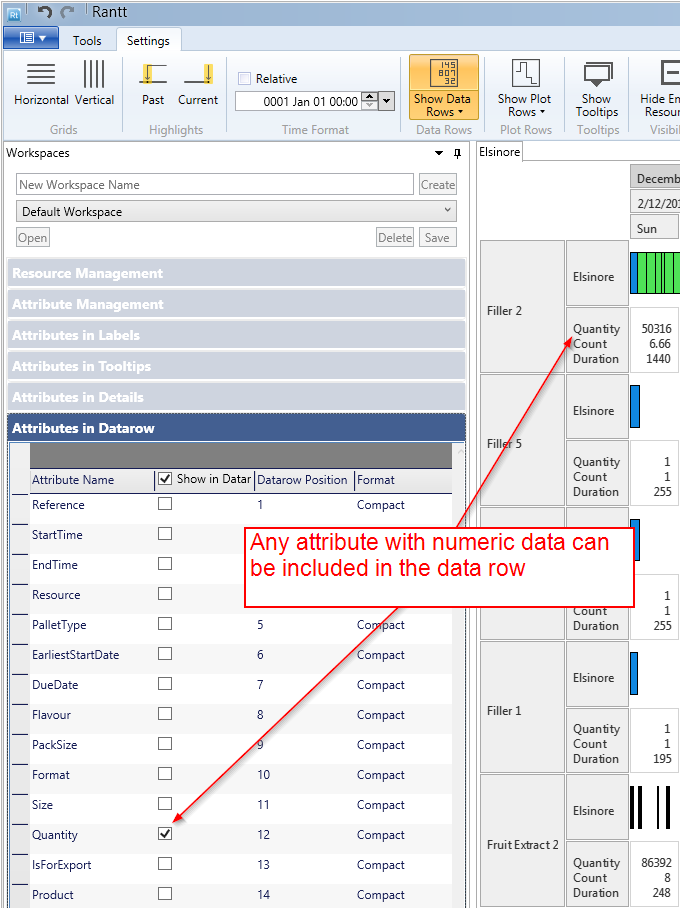 Rt Rantt
Tools Settings
Horizontal Vertical
Grids
Past Current
Highlights
Relative
0001 Jan 01 00:00
Time Format
145
807
32
Show Data
Rows
Data Rows
Show Plot
Rows
Plot Rows
Show
Tooltips
Tooltips
Hide Em
Resour
Visibil
Workspaces
New Workspace Name Create
Default Workspace
Open Delete Save
Resource Management
Attribute Management
Attributes in Labels
Attributes in Tooltips
Attributes in Details
Attributes in Datarow
Attribute Name Show in Datar Datarow Position Format
Reference 1 Compact
StartTime
EndTime
Resource
PalletType 5 Compact
EarliestStartDate 6 Compact
DueDate 7 Compact
Flavour 8 Compact
PackSize 9 Compact
Format 10 Compact
Size 11 Compact
Quantity 12 Compact
IsForExport 13 Compact
Product 14 Compact
Any attribute with numeric data can
be included in the data row
Elsinore
Decemb
2/12/201
Sun
Filler 2
Elsinore
Quantity 50316
Count 6.66
Duration 1440
Filler 5
Elsinore
Quantity 1
Count 1
Duration 255
1
Count 1
Duration 255
Filler 1
Elsinore
Quantity 1
Count 1
Duration 195
Fruit Extract 2
Elsinore
Quantity 86392
Count 8
Duration 248